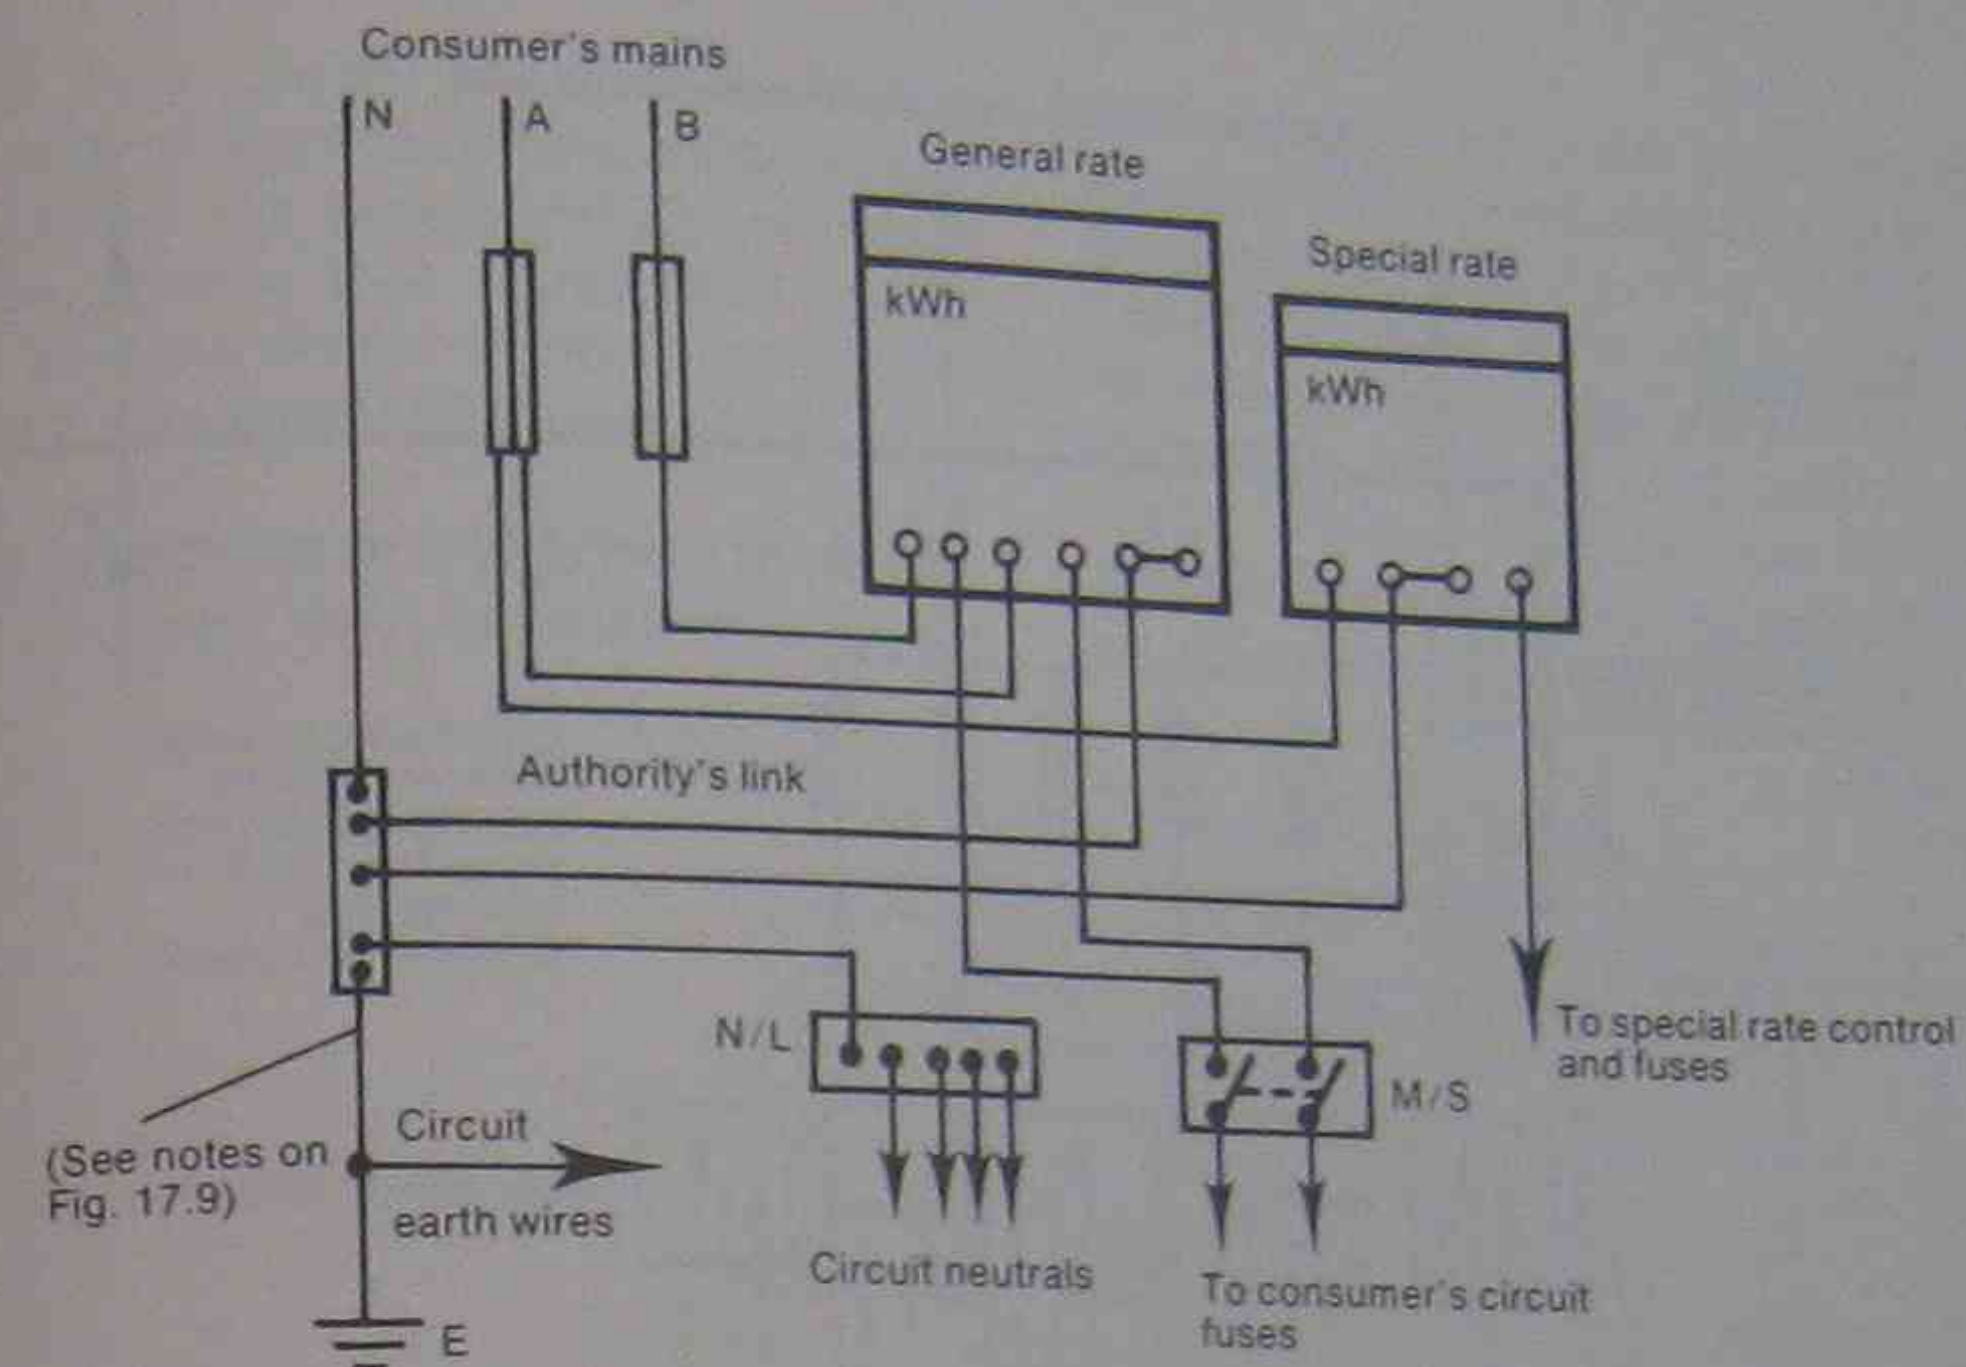 Consumer's mains
N
A
B
General rate
Special rate
kWh
kWh
Authority's link
N/L
M/S
To special rate control
and fuses
(See notes on
Fig. 17.9)
Circuit
earth wires
Circuit neutrals
To consumer's circuit
fuses
E